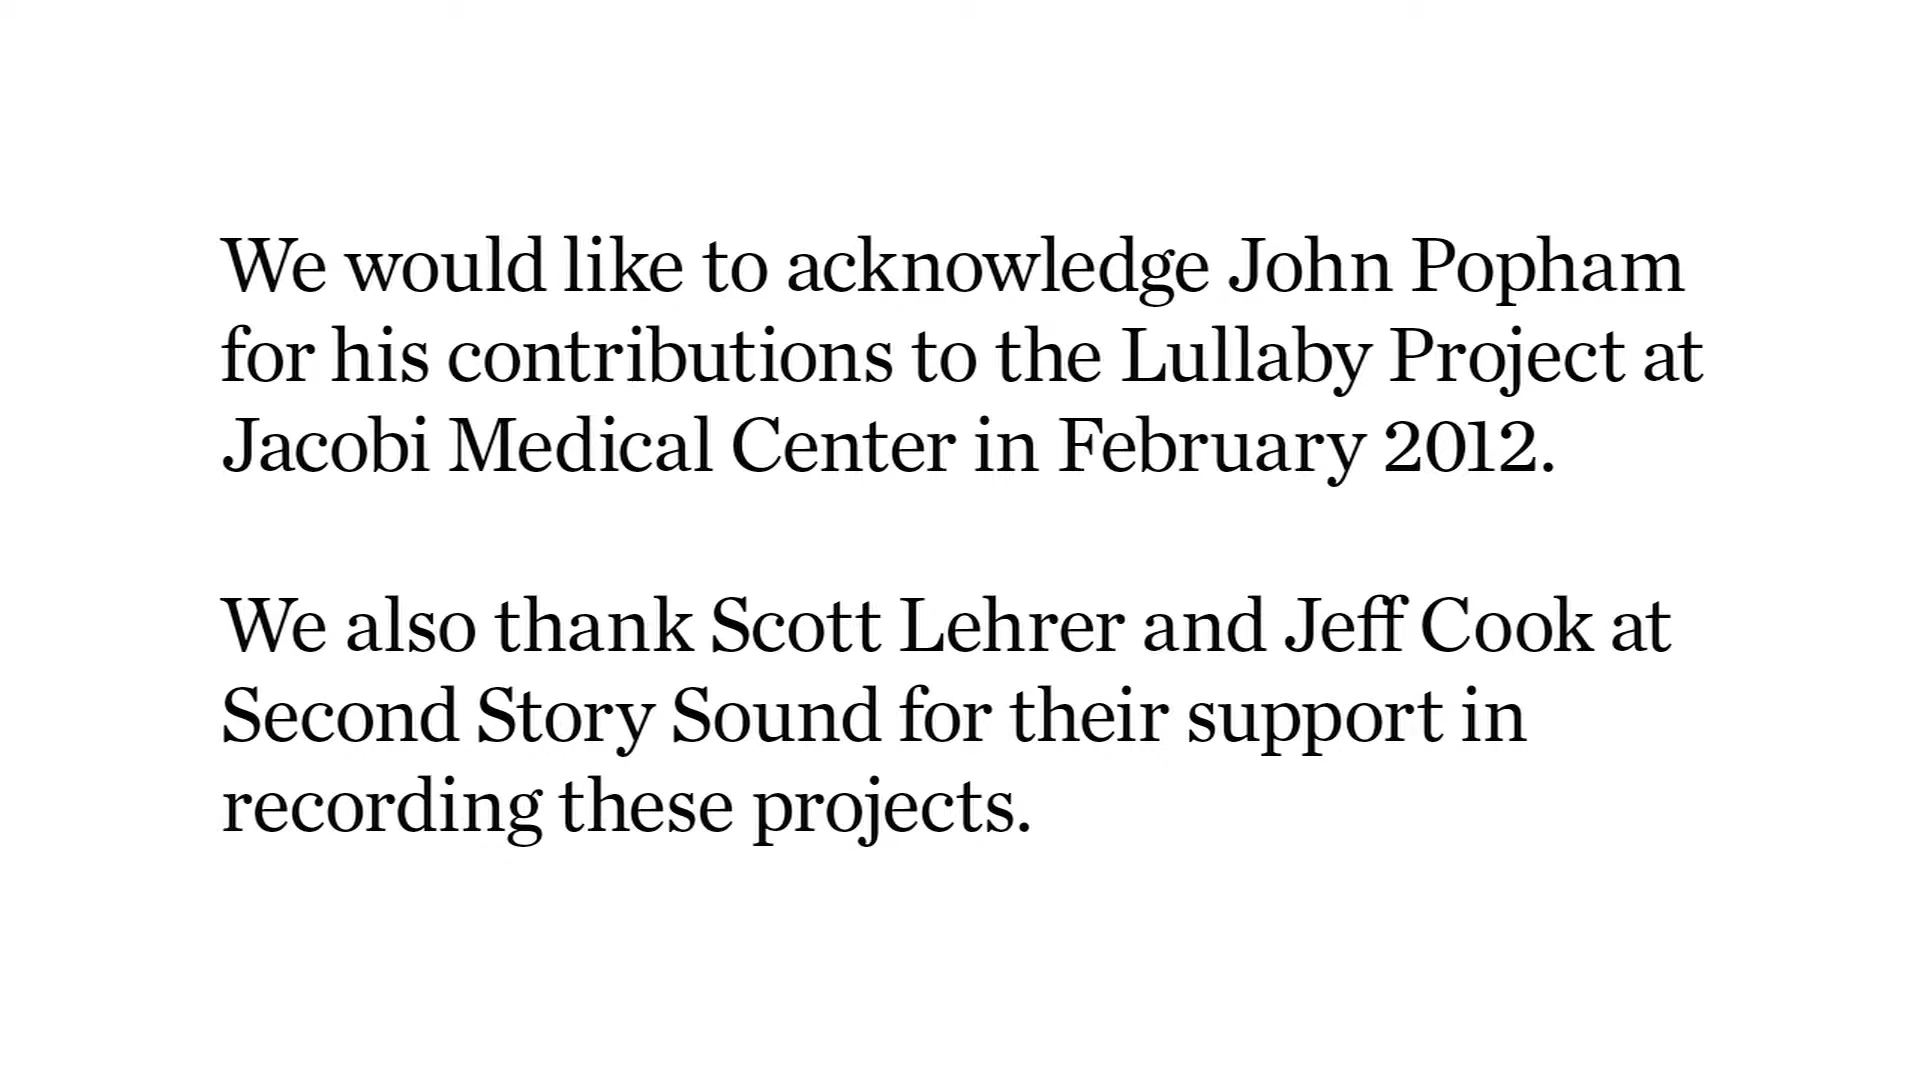 We would like to acknowledge John Popham
for his contributions to the Lullaby Project at
Jacobi Medical Center in February 2012.
We also thank Scott Lehrer and Jeff Cook at
Second Story Sound for their support in
recording these projects.